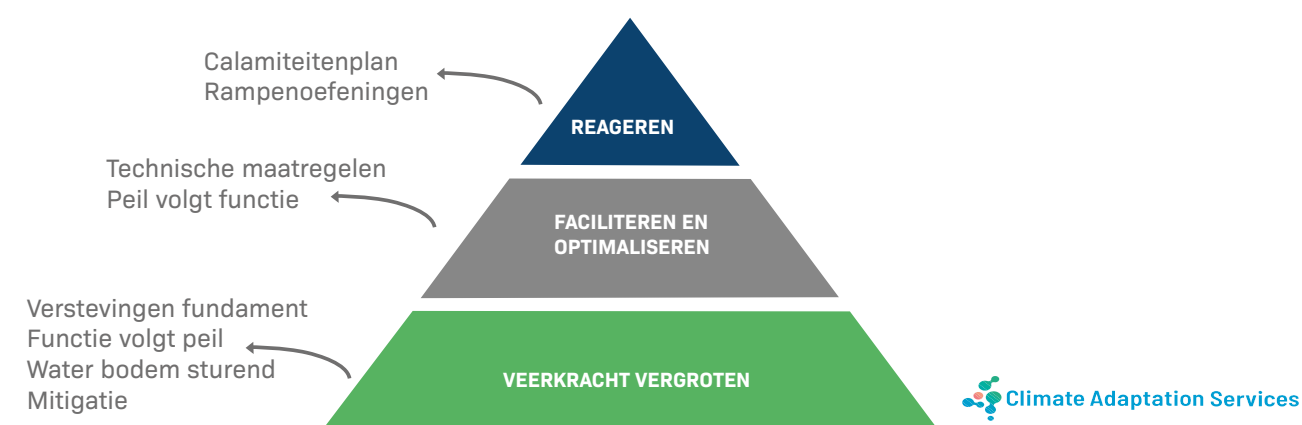 Calamiteitenplan
Rampenoefeningen
REAGEREN
Technische maatregelen
Peil volgt functie
FACILITEREN EN
OPTIMALISEREN
Verstevingen fundament
Functie volgt peil
Water bodem sturend
Mitigatie
VEERKRACHT VERGROTEN
Climate Adaptation Services